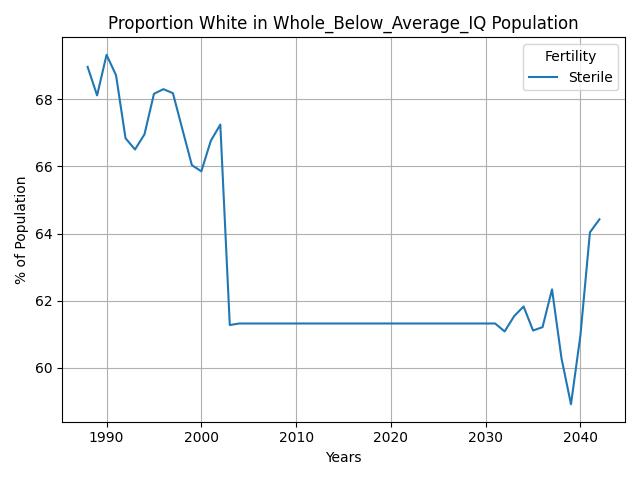 Proportion White in Whole_Below_Average_IQ Population
Fertility
Sterile
% of Population
68
66
64
62
60
1990 2000 2010 2020 2030 2040
Years